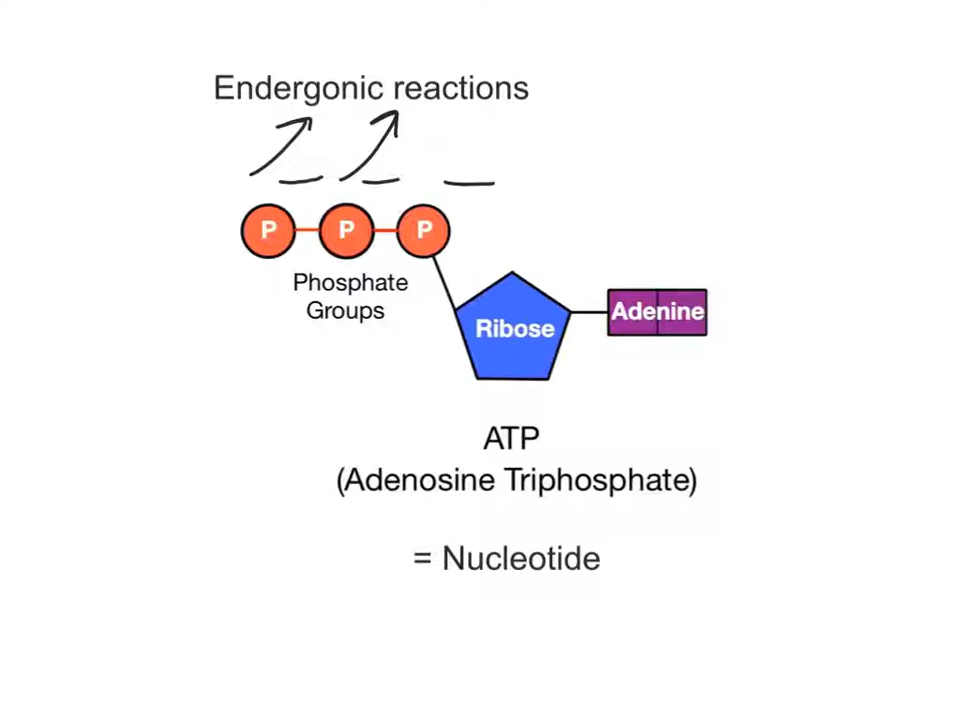 Endergonic reactions
P P P
Phosphate
Groups
Ribose
Adenine
ATP
(Adenosine Triphosphate)
= Nucleotide